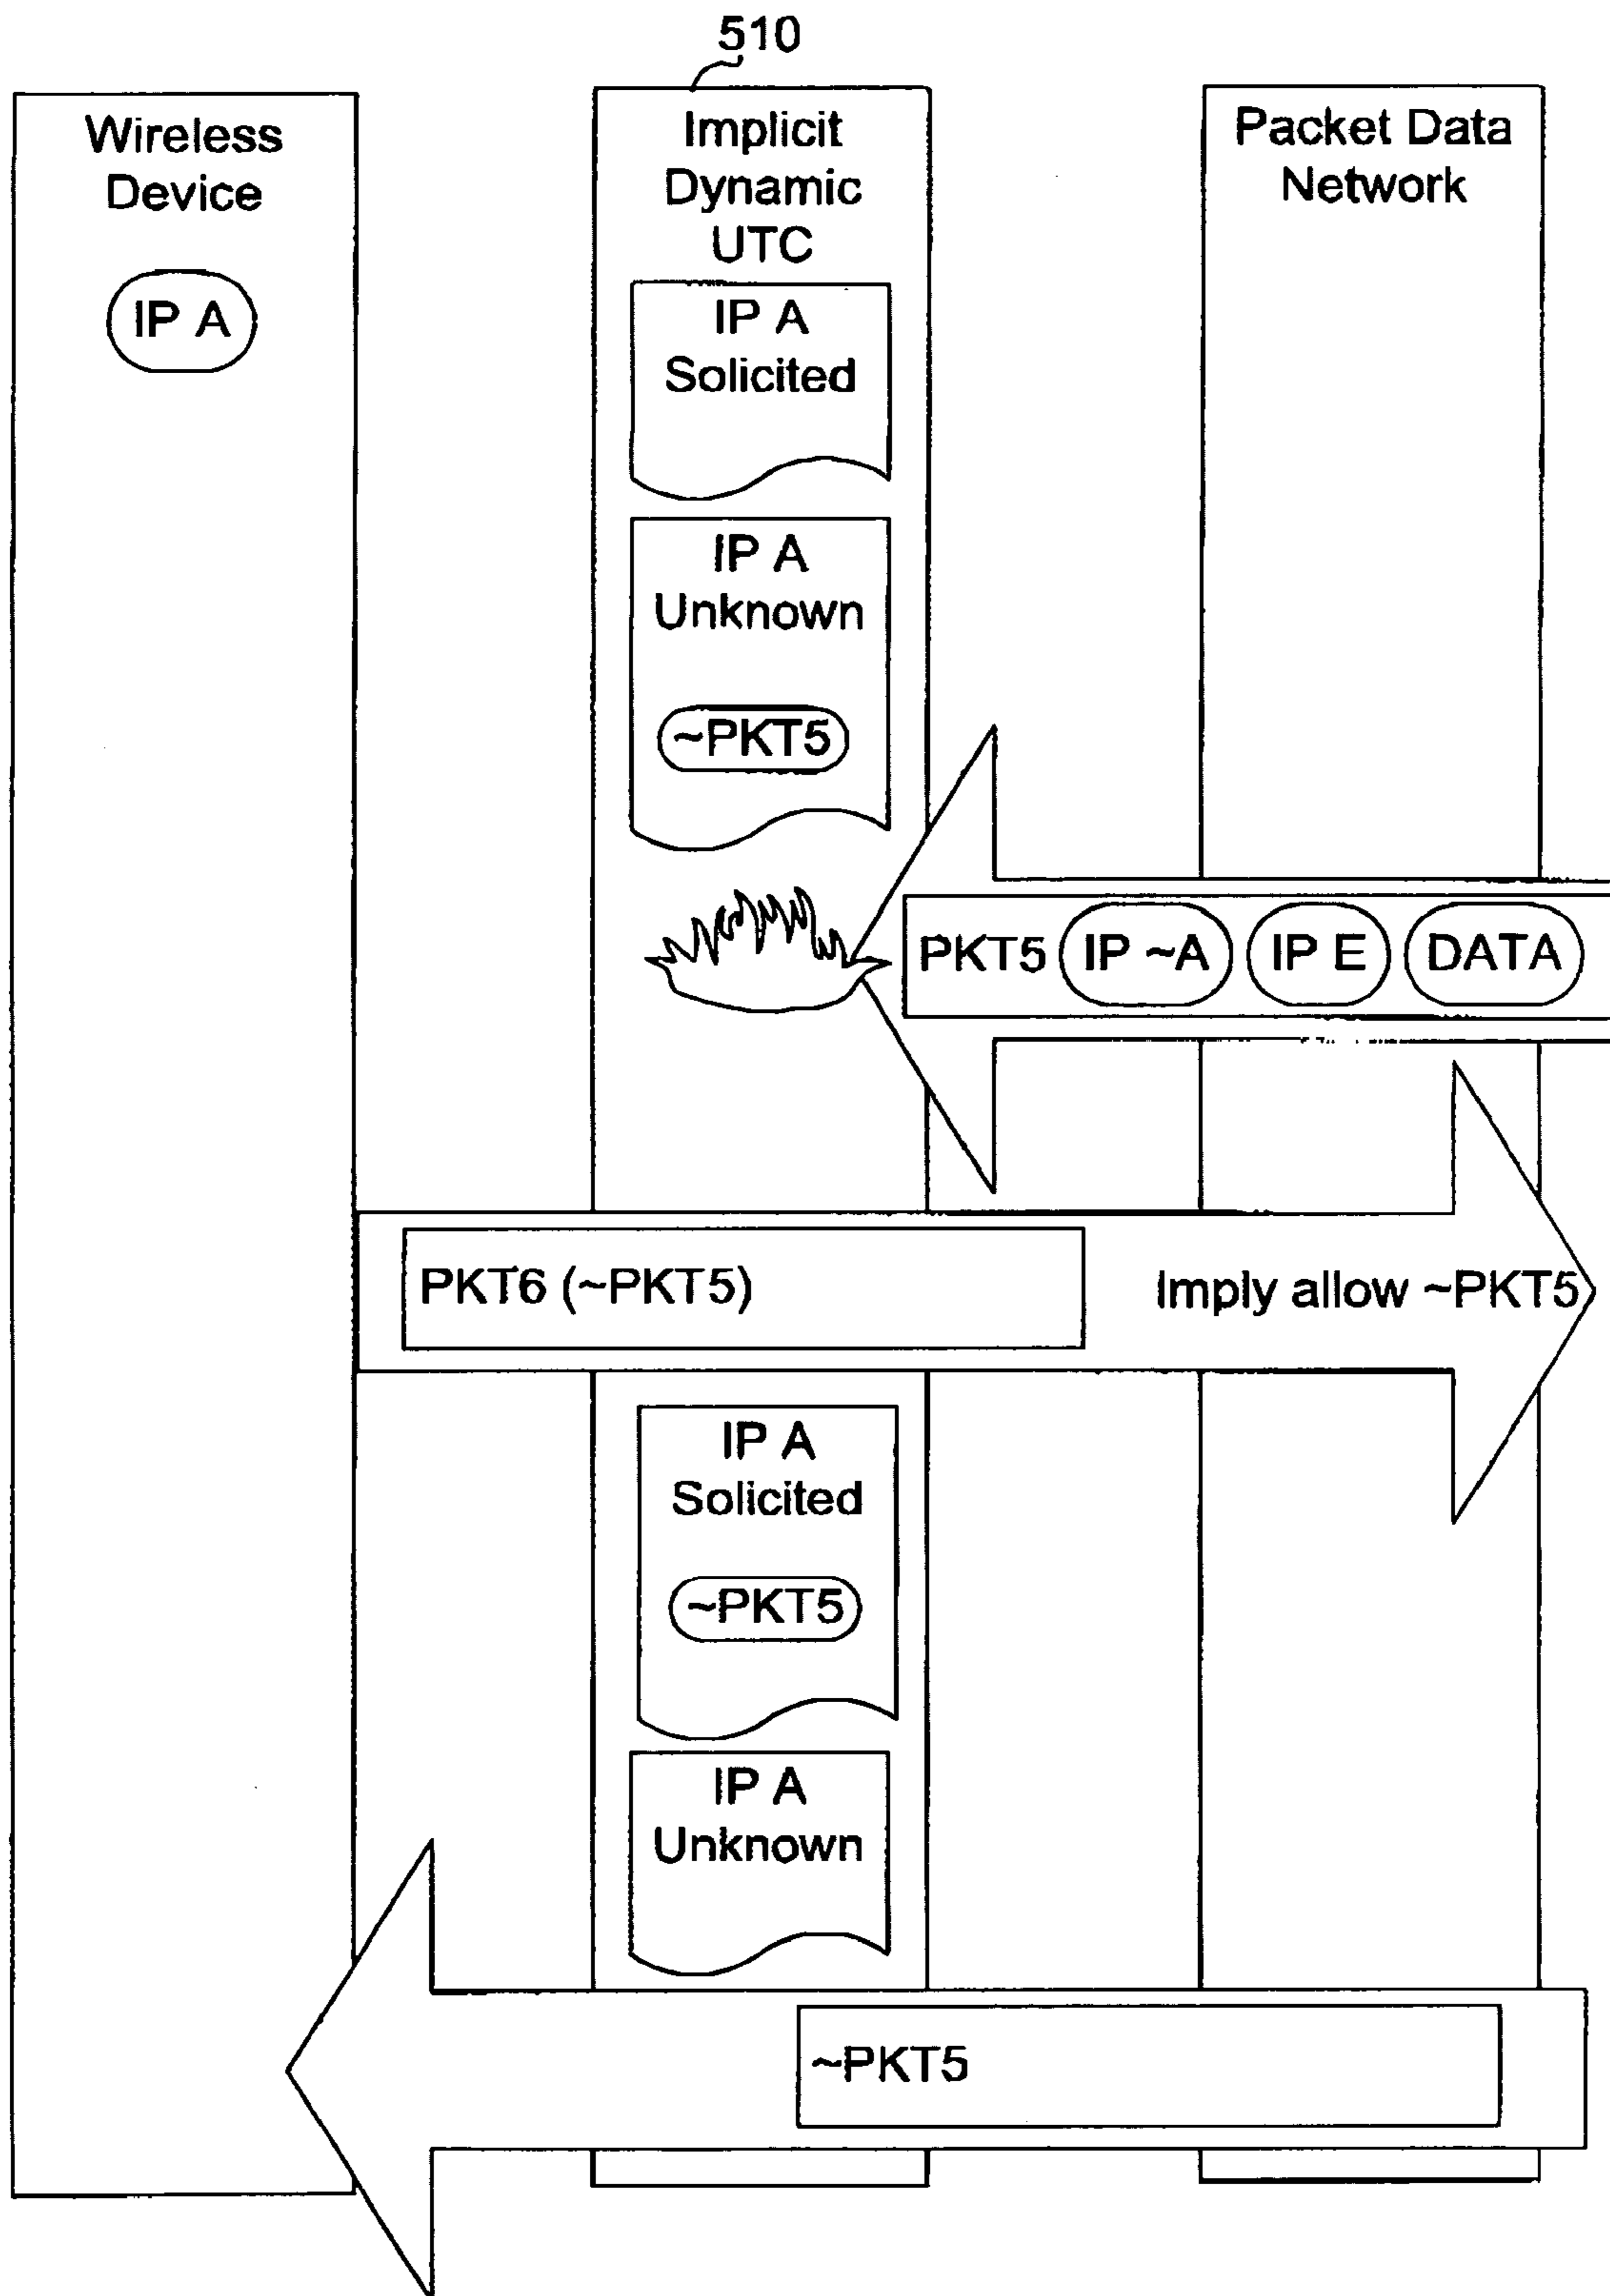 510
Wireless
Device
IP A
Implicit
Dynamic
UTC
Packet Data
Network
IP A
Solicited
IP A
Unknown
~PKT5
PKT5 IP ~A IP E DATA
PKT6 (~PKT5) Imply allow ~PKT5
IP A
Solicited
~PKT5
IP A
Unknown
~PKT5